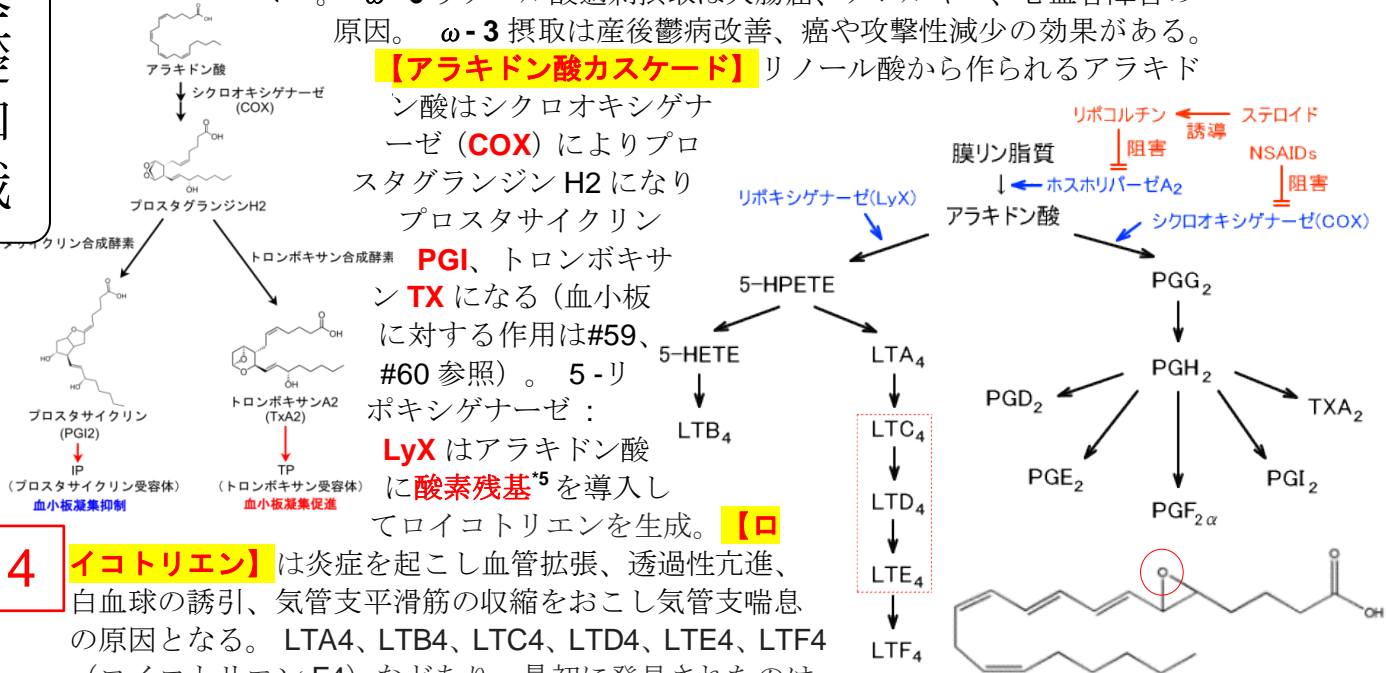 原因。 ω-3 摂取は産後鬱病改善、癌や攻撃性減少の効果がある。
【アラキドン酸カスケード】リノール酸から作られるアラキド
ン酸はシクロオキシゲナ
ーゼ（COX）によりプロ
スタグランジン H2 になり
プロスタサイクリン
PGI、トロンボキサ
ン TX になる（血小板
に対する作用は#59、
#60 参照）。 5 -リ
ポキシゲナーゼ：
LyX はアラキドン酸
に酸素残基*5 を導入し
てロイコトリエンを生成。【ロ
イコトリエン】は炎症を起こし血管拡張、透過性亢進、
白血球の誘引、気管支平滑筋の収縮をおこし気管支喘息
の原因となる。 LTA4、LTB4、LTC4、LTD4、LTE4、LTF4
4
OH
アラキドン酸
シクロオキシゲナーゼ
(COX)
OH
OH
プロスタグランジンH2
サイクリン合成酵素
トロンボキサン合成酵素
O
OH
HO
HO
プロスタサイクリン
(PGI2)
IP
（プロスタサイクリン受容体）
血小板凝集抑制
O
OH
O
O
OH
トロンボキサンA2
(TxA2)
TP
（トロンボキサン受容体）
血小板凝集促進
リポコルチン
誘導
ステロイド
阻害
NSAIDs
阻害
膜リン脂質
ホスホリパーゼA2
リポキシゲナーゼ(LyX)
アラキドン酸
シクロオキシゲナーゼ(COX)
5-HPETE
PGG2
5-HETE
LTA4
PGH2
PGD2
TXA2
LTB4
LTC4
PGE2
PGI2
LTD4
PGF2α
LTE4
LTF4
O
O
OH